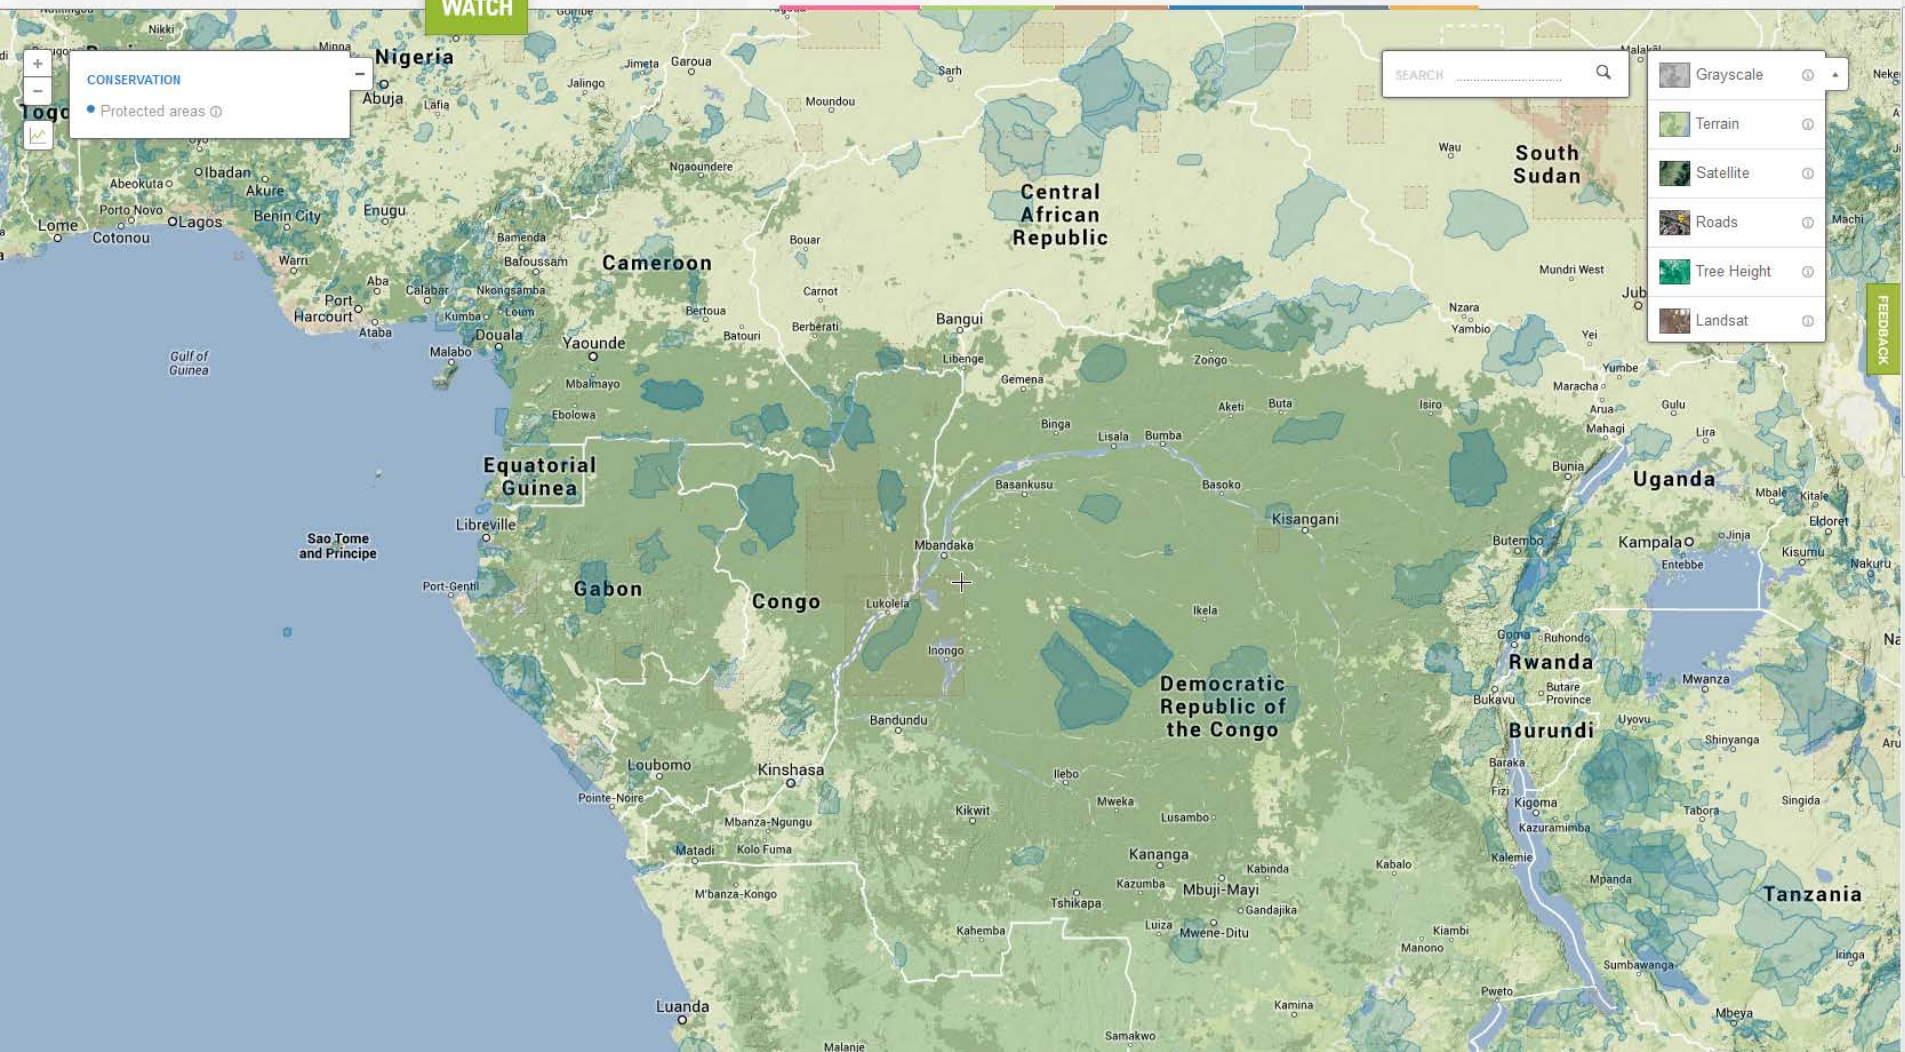 WATCH
CONSERVATION
Protected areas
SEARCH
Grayscale
Terrain
Satellite
Roads
Tree Height
Landsat
FEEDBACK
Nikki
Minna
Nigeria
Abuja
Lafia
Jalingo
Jimeta
Garoua
Gombe
Moundou
Sarh
Malakal
Wau
South
Sudan
Central
African
Republic
Ngaoundere
Ibadan
Abeokuta
Akure
Porto Novo
Lagos
Benin City
Enugu
Lome
Cotonou
Warri
Aba
Port
Harcourt
Calabar
Ataba
Bamenda
Bafoussam
Nkongsamba
Kumba
Loum
Douala
Malabo
Cameroon
Bouar
Carnot
Bertoua
Batouri
Berbérati
Bangui
Libenge
Gemena
Zongo
Mundri West
Nzara
Yambio
Yei
Yumbe
Maracha
Arua
Gulu
Mahagi
Lira
Machi
Gulf of
Guinea
Yaounde
Mbalmayo
Ebolowa
Binga
Lisala
Bumba
Aketi
Buta
Isiro
Bunia
Uganda
Mbale
Kitale
Eldoret
Equatorial
Guinea
Libreville
Sao Tome
and Principe
Port-Gentil
Gabon
Congo
Mbandaka
Basankusu
Basoko
Kisangani
Butembo
Kampala
Jinja
Entebbe
Kisumu
Nakuru
Lukolela
Inongo
Ikela
Goma
Ruhondo
Rwanda
Bukavu
Butare
Province
Mwanza
Democratic
Republic of
the Congo
Bandundu
Burundi
Uyovu
Shinyanga
Loubomo
Kinshasa
Pointe-Noire
Ilebo
Baraka
Fizi
Kigoma
Kazuramimba
Tabora
Singida
Kikwit
Mweka
Lusambo
Mbanza-Ngungu
Matadi
Kolo Fuma
M'banza-Kongo
Kananga
Kazumba
Mbuji-Mayi
Kabinda
Kabalo
Kalemie
Mpanda
Tanzania
Tshikapa
Gandajika
Kahemba
Luiza
Mwene-Ditu
Kiambi
Manono
Sumbawanga
Iringa
Luanda
Kamina
Pweto
Mbeya
Samakwo
Malanje